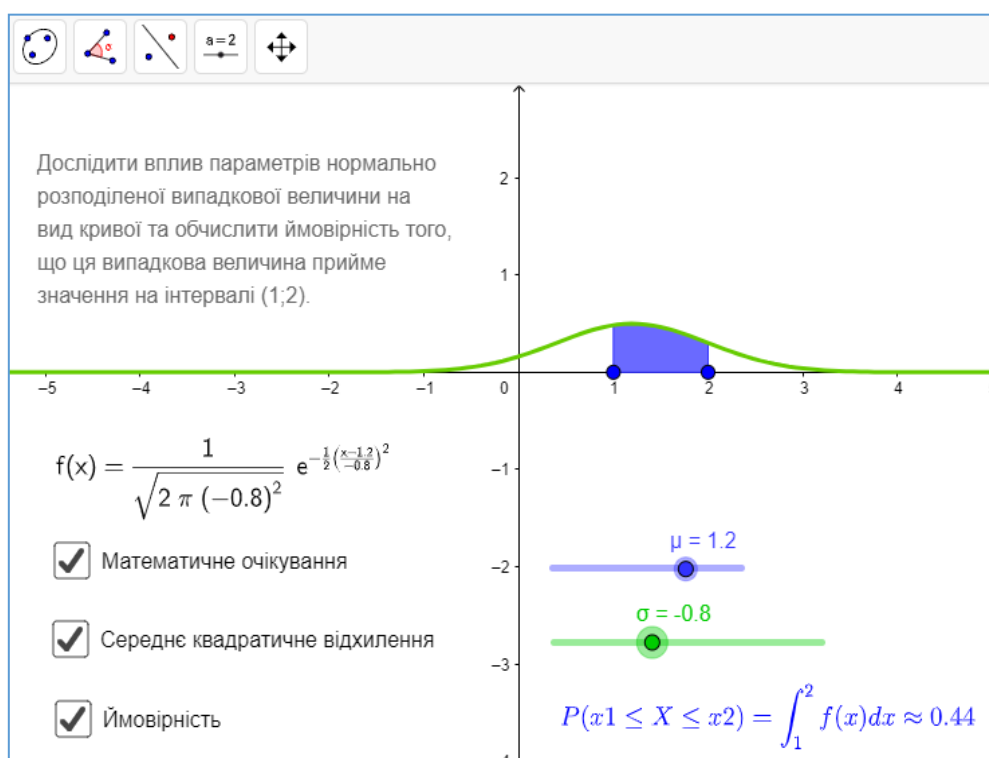 a = 2
Дослідити вплив параметрів нормально
розподіленої випадкової величини на
вид кривої та обчислити ймовірність того,
що ця випадкова величина прийме
значення на інтервалі (1;2).
2
1
−5 −4 −3 −2 −1 0 1 2 3 4
−1
−2
−3
f(x) = 1 / √(2 π (−0.8)²) e^(−½((x−1.2)/(−0.8))²)
Математичне очікування
Середнє квадратичне відхилення
Ймовірність
μ = 1.2
σ = -0.8
P(x1 ≤ X ≤ x2) = ∫₁² f(x)dx ≈ 0.44